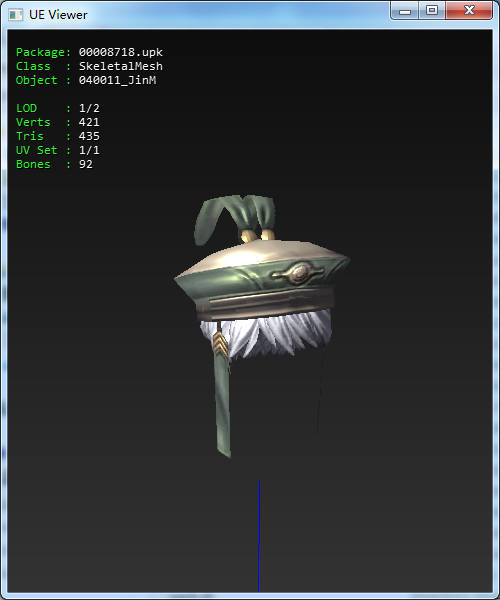 UE Viewer
Package: 00008718.upk
Class : SkeletalMesh
Object : 040011_JinM
LOD : 1/2
Verts : 421
Tris : 435
UV Set : 1/1
Bones : 92